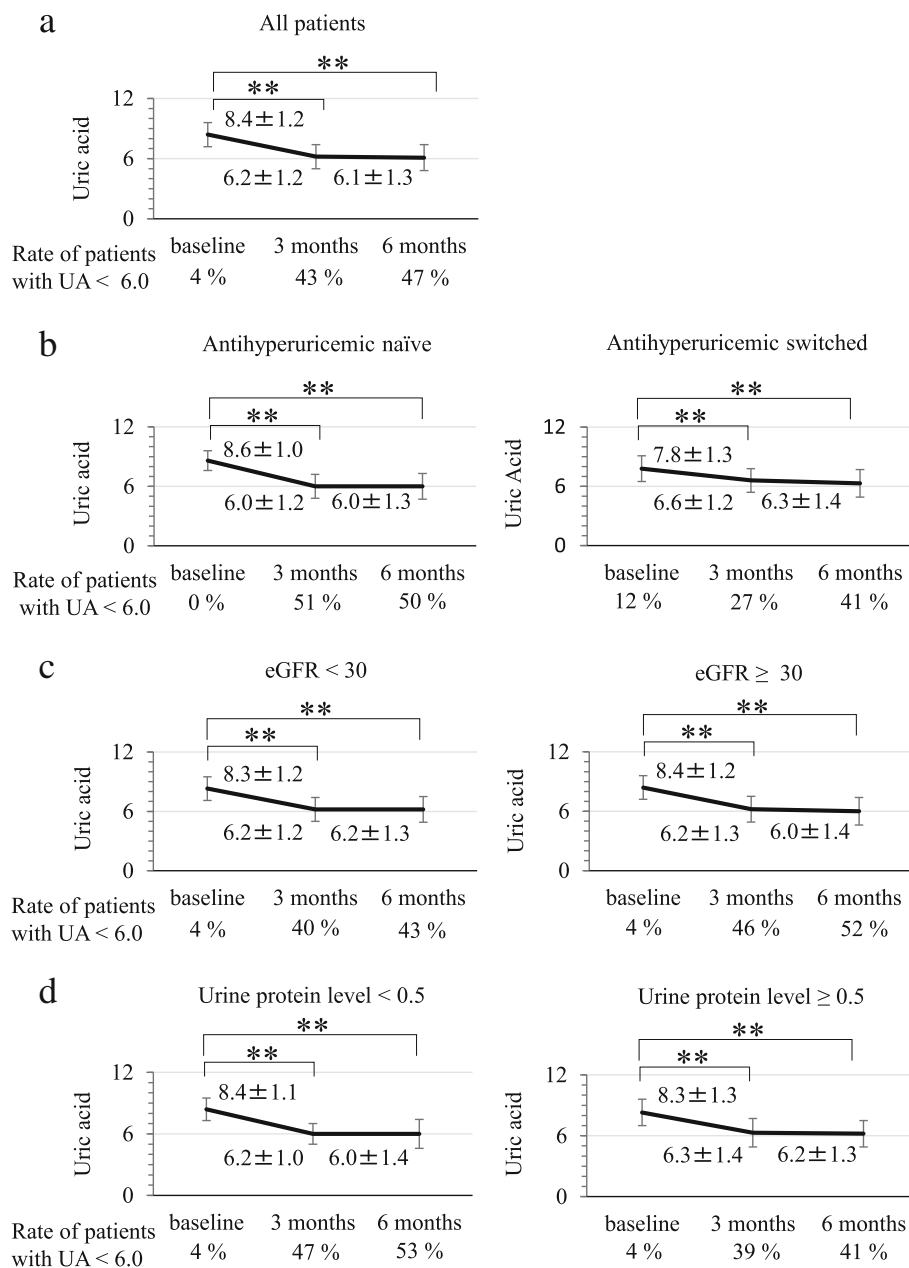 a
All patients
**
**
12
8.4±1.2
Uric acid
6
6.2±1.2 6.1±1.3
0
baseline 3 months 6 months
Rate of patients
with UA < 6.0 4 % 43 % 47 %
b
Antihyperuricemic naïve
**
**
12
8.6±1.0
Uric acid
6
6.0±1.2 6.0±1.3
0
Rate of patients baseline 3 months 6 months
with UA < 6.0 0 % 51 % 50 %
Antihyperuricemic switched
**
**
12
7.8±1.3
Uric Acid
6
6.6±1.2 6.3±1.4
0
baseline 3 months 6 months
12 % 27 % 41 %
c
eGFR < 30
**
**
12
8.3±1.2
Uric acid
6
6.2±1.2 6.2±1.3
0
Rate of patients baseline 3 months 6 months
with UA < 6.0 4 % 40 % 43 %
eGFR ≥ 30
**
**
12
8.4±1.2
Uric acid
6
6.2±1.3 6.0±1.4
0
baseline 3 months 6 months
4 % 46 % 52 %
d
Urine protein level < 0.5
**
**
12
8.4±1.1
Uric acid
6
6.2±1.0 6.0±1.4
0
Rate of patients baseline 3 months 6 months
with UA < 6.0 4 % 47 % 53 %
Urine protein level ≥ 0.5
**
**
12
8.3±1.3
Uric acid
6
6.3±1.4 6.2±1.3
0
baseline 3 months 6 months
4 % 39 % 41 %